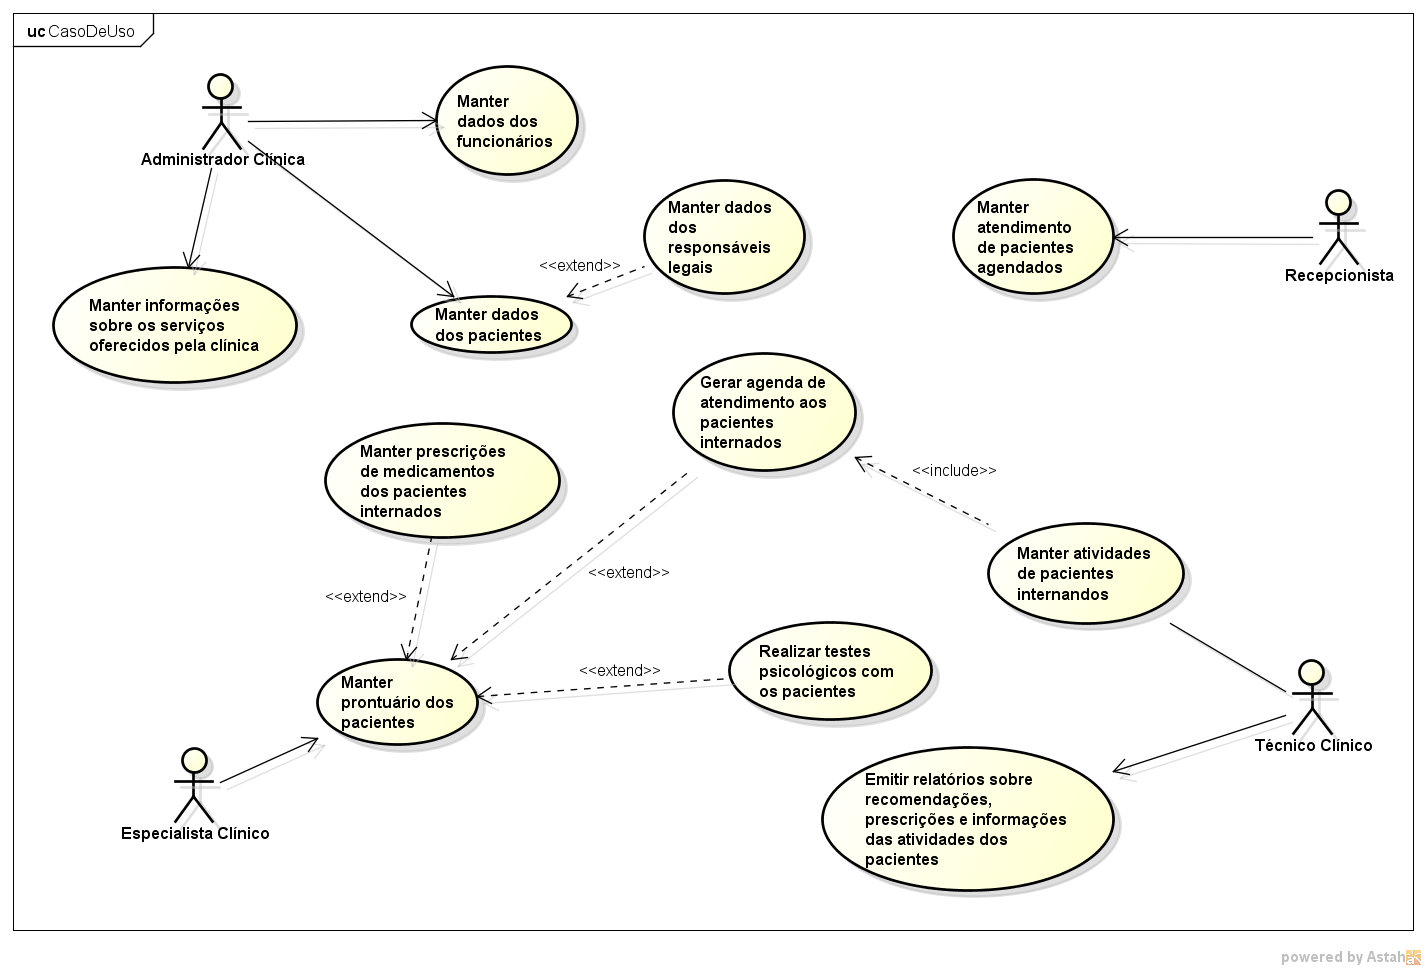 uc CasoDeUso
Administrador Clínica
Manter
dados dos
funcionários
Manter informações
sobre os serviços
oferecidos pela clínica
Manter dados
dos pacientes
<<extend>>
Manter dados
dos
responsáveis
legais
Manter
atendimento
de pacientes
agendados
Recepcionista
Gerar agenda de
atendimento aos
pacientes
internados
<<include>>
Manter prescrições
de medicamentos
dos pacientes
internados
Manter atividades
de pacientes
internandos
<<extend>>
<<extend>>
<<extend>>
Manter
prontuário dos
pacientes
Realizar testes
psicológicos com
os pacientes
Técnico Clínico
Especialista Clínico
Emitir relatórios sobre
recomendações,
prescrições e informações
das atividades dos
pacientes
powered by Astah